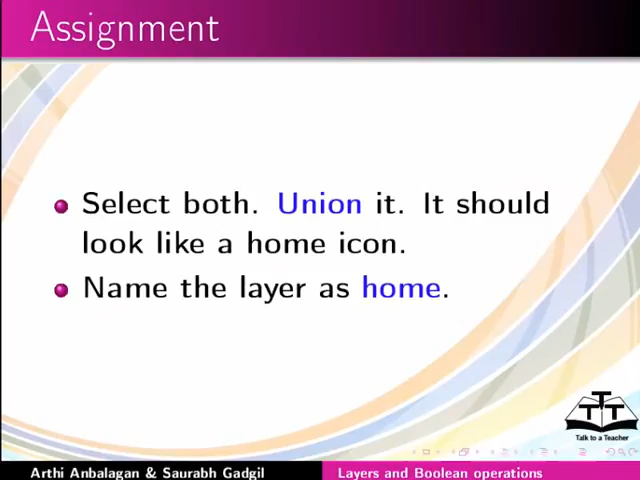 Assignment
Select both. Union it. It should
look like a home icon.
Name the layer as home.
TTT
Talk to a Teacher
Arthi Anbalagan & Saurabh Gadgil
Layers and Boolean operations